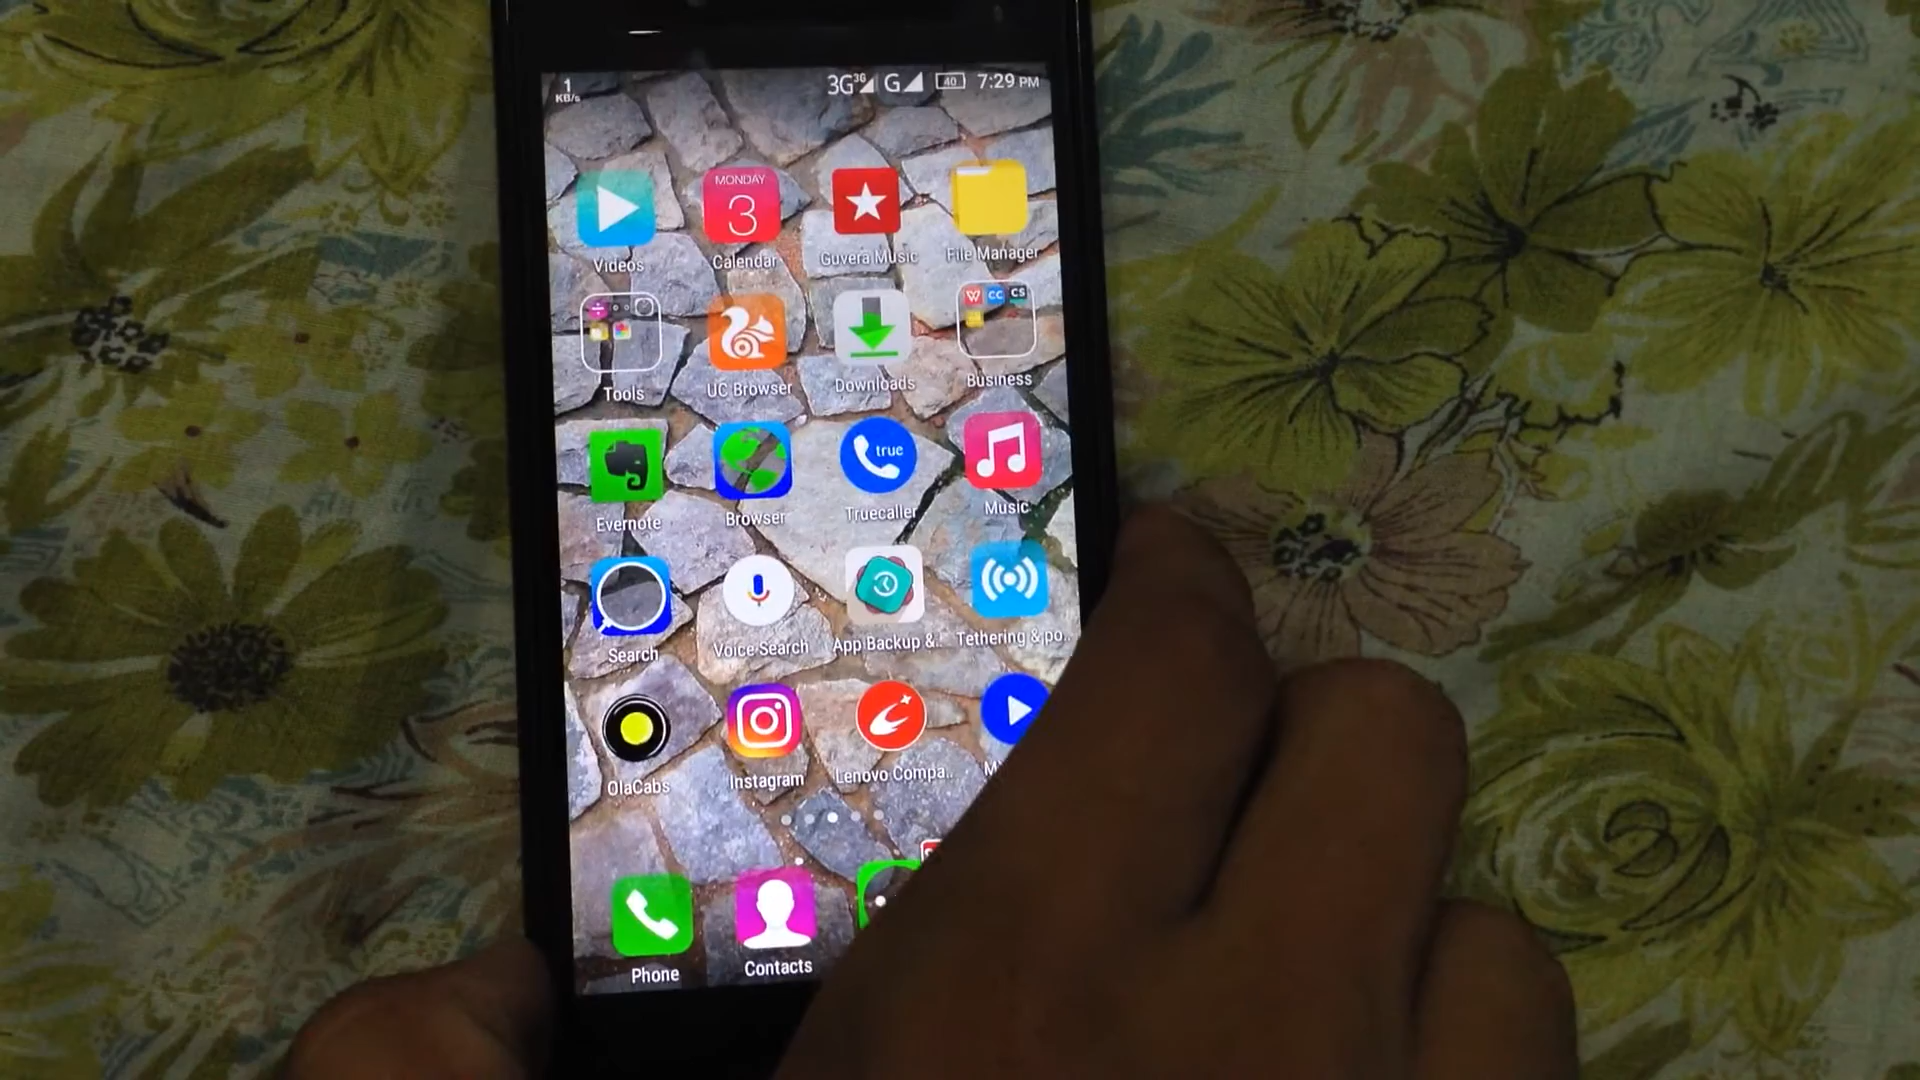 1 KB/s 3G 3G G 40 7:29 PM
MONDAY
3
Videos Calendar Guvera Music File Manager
W CC CS
Tools UC Browser Downloads Business
true
Evernote Browser Truecaller Music
Search Voice Search App Backup &.. Tethering & po..
OlaCabs Instagram Lenovo Compa..
Phone Contacts